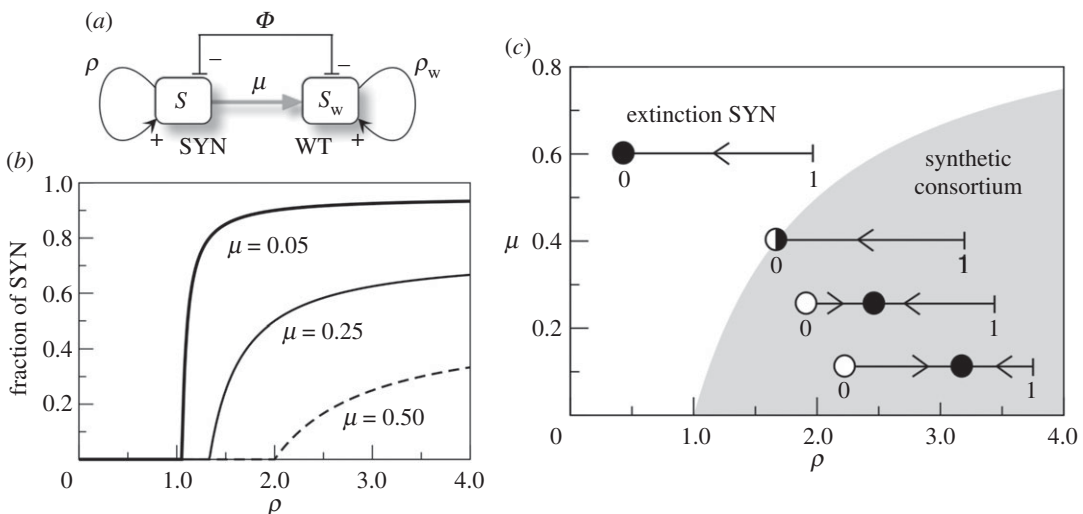 (a)
Φ
ρ
−
−
ρw
S
μ
Sw
+
SYN
WT
+
(b)
1.0
0.8
0.6
0.4
0.2
0
fraction of SYN
μ = 0.05
μ = 0.25
μ = 0.50
1.0
2.0
3.0
4.0
ρ
(c)
0.8
0.6
μ 0.4
0.2
0
extinction SYN
synthetic
consortium
0 1
0 1
0 1
0 1
1.0
2.0
3.0
4.0
ρ